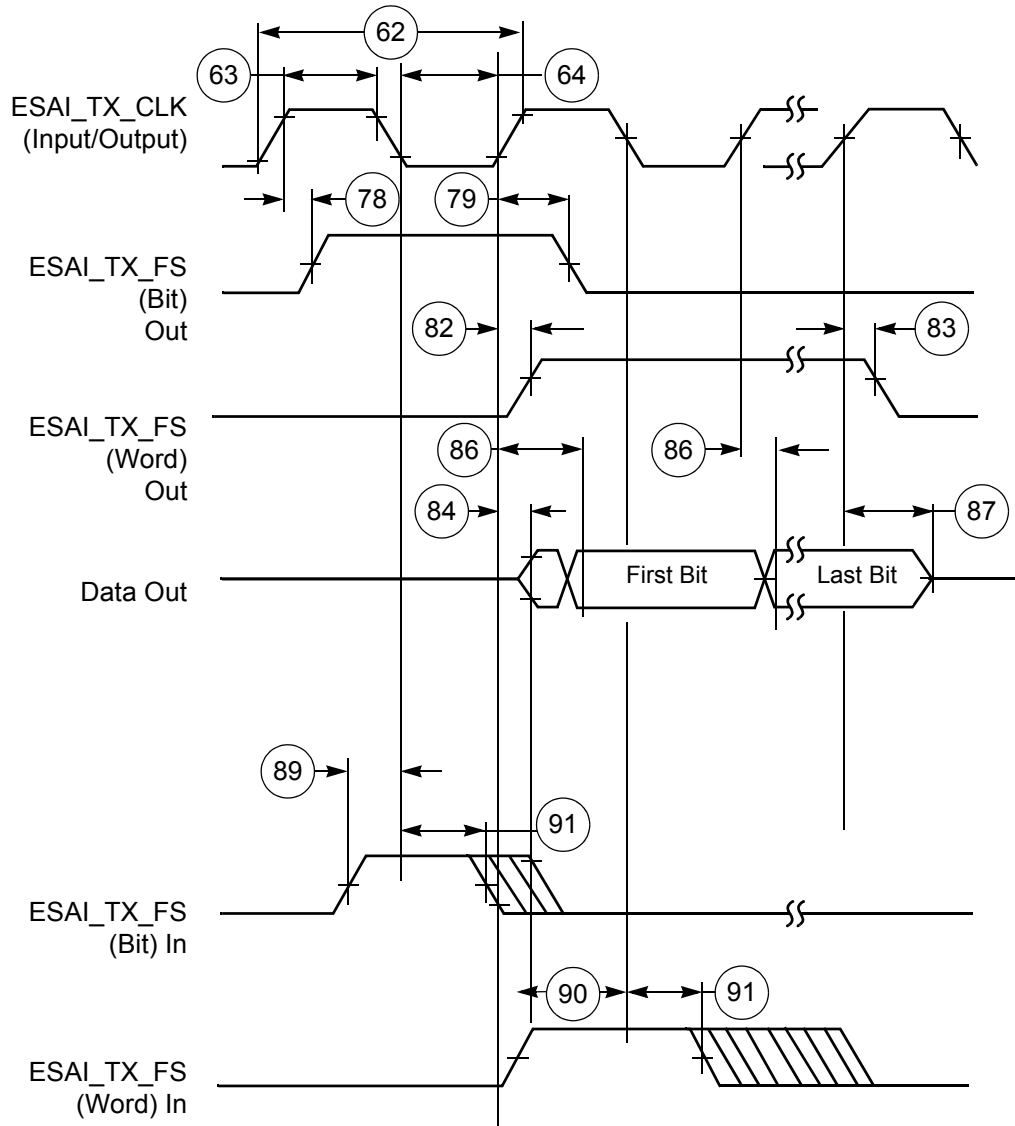 62
63
64
ESAI_TX_CLK
(Input/Output)
78
79
ESAI_TX_FS
(Bit)
Out
82
83
ESAI_TX_FS
(Word)
Out
86
86
84
87
Data Out
First Bit
Last Bit
89
91
ESAI_TX_FS
(Bit) In
90
91
ESAI_TX_FS
(Word) In